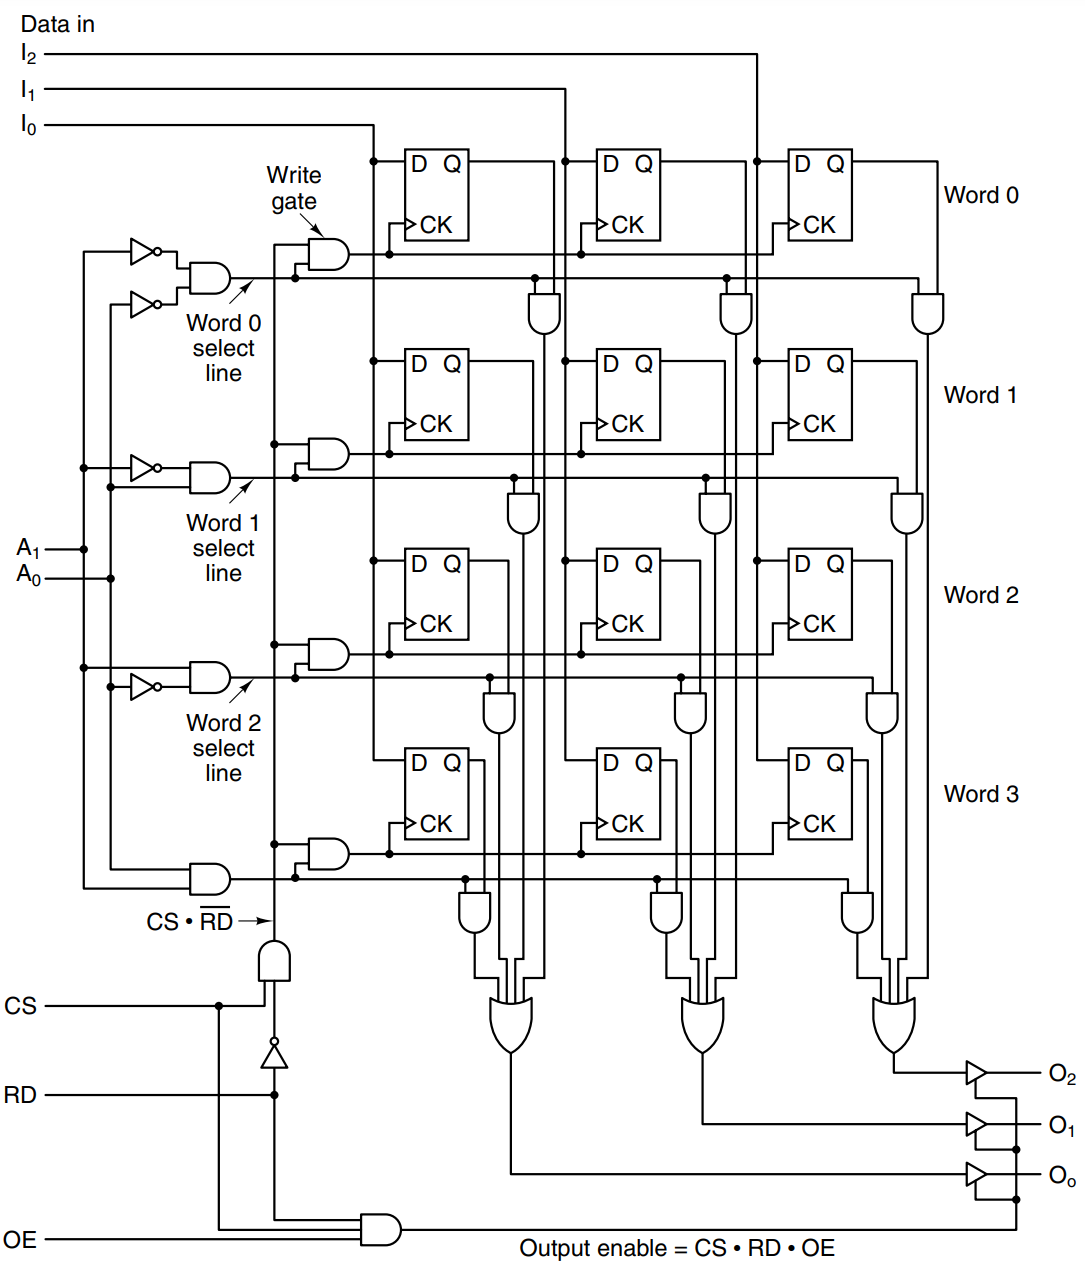 Data in
I₂
I₁
I₀
Write
gate
D Q
CK
D Q
CK
D Q
CK
Word 0
Word 0
select
line
D Q
CK
D Q
CK
D Q
CK
Word 1
Word 1
select
line
A₁
A₀
D Q
CK
D Q
CK
D Q
CK
Word 2
Word 2
select
line
D Q
CK
D Q
CK
D Q
CK
Word 3
CS • R̅D̅
CS
RD
OE
O₂
O₁
Oₒ
Output enable = CS • RD • OE